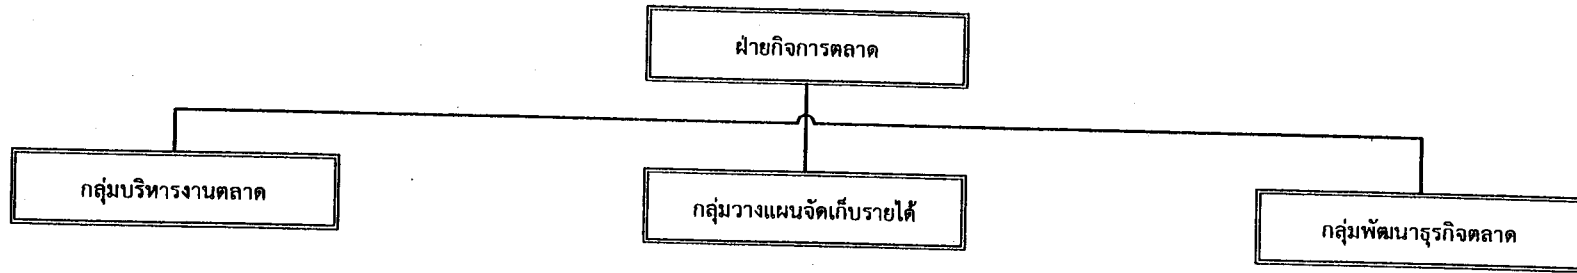 ฝ่ายกิจการตลาด
กลุ่มบริหารงานตลาด
กลุ่มวางแผนจัดเก็บรายได้
กลุ่มพัฒนาธุรกิจตลาด